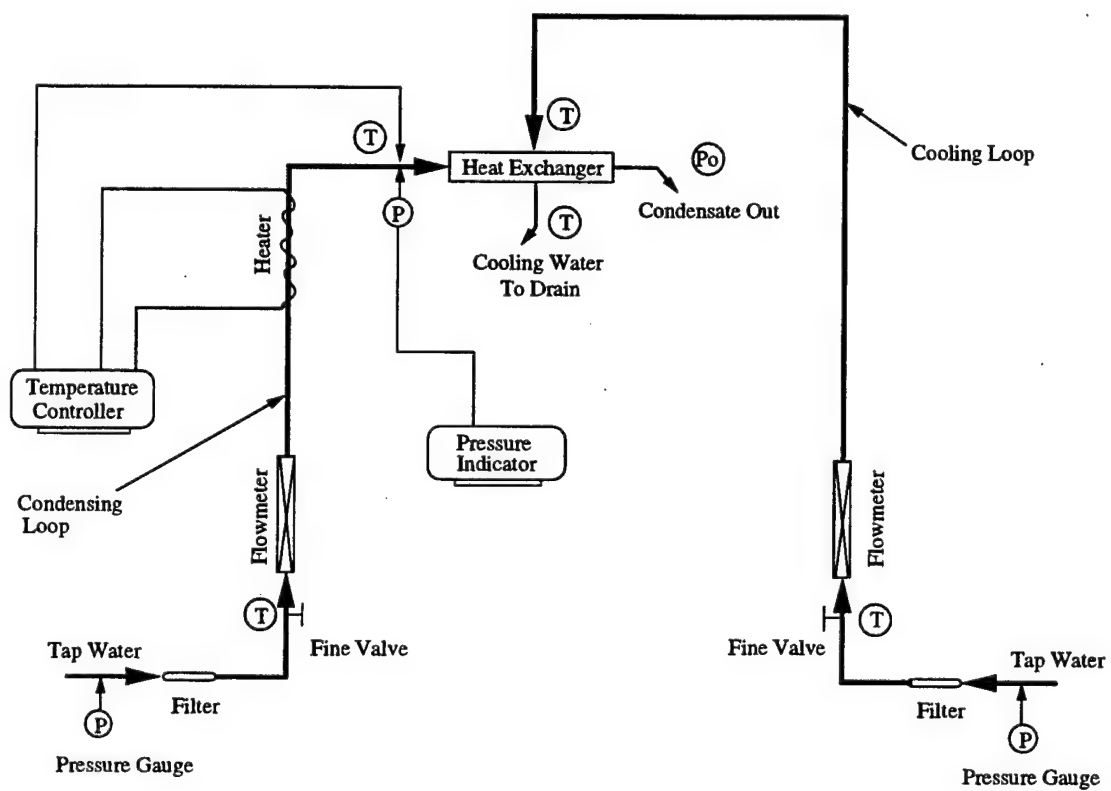 T
T
Heat Exchanger
Po
Cooling Loop
Condensate Out
P
T
Heater
Cooling Water
To Drain
Temperature
Controller
Pressure
Indicator
Condensing
Loop
Flowmeter
Flowmeter
T
Fine Valve
Fine Valve
T
Tap Water
Tap Water
Filter
Filter
P
P
Pressure Gauge
Pressure Gauge